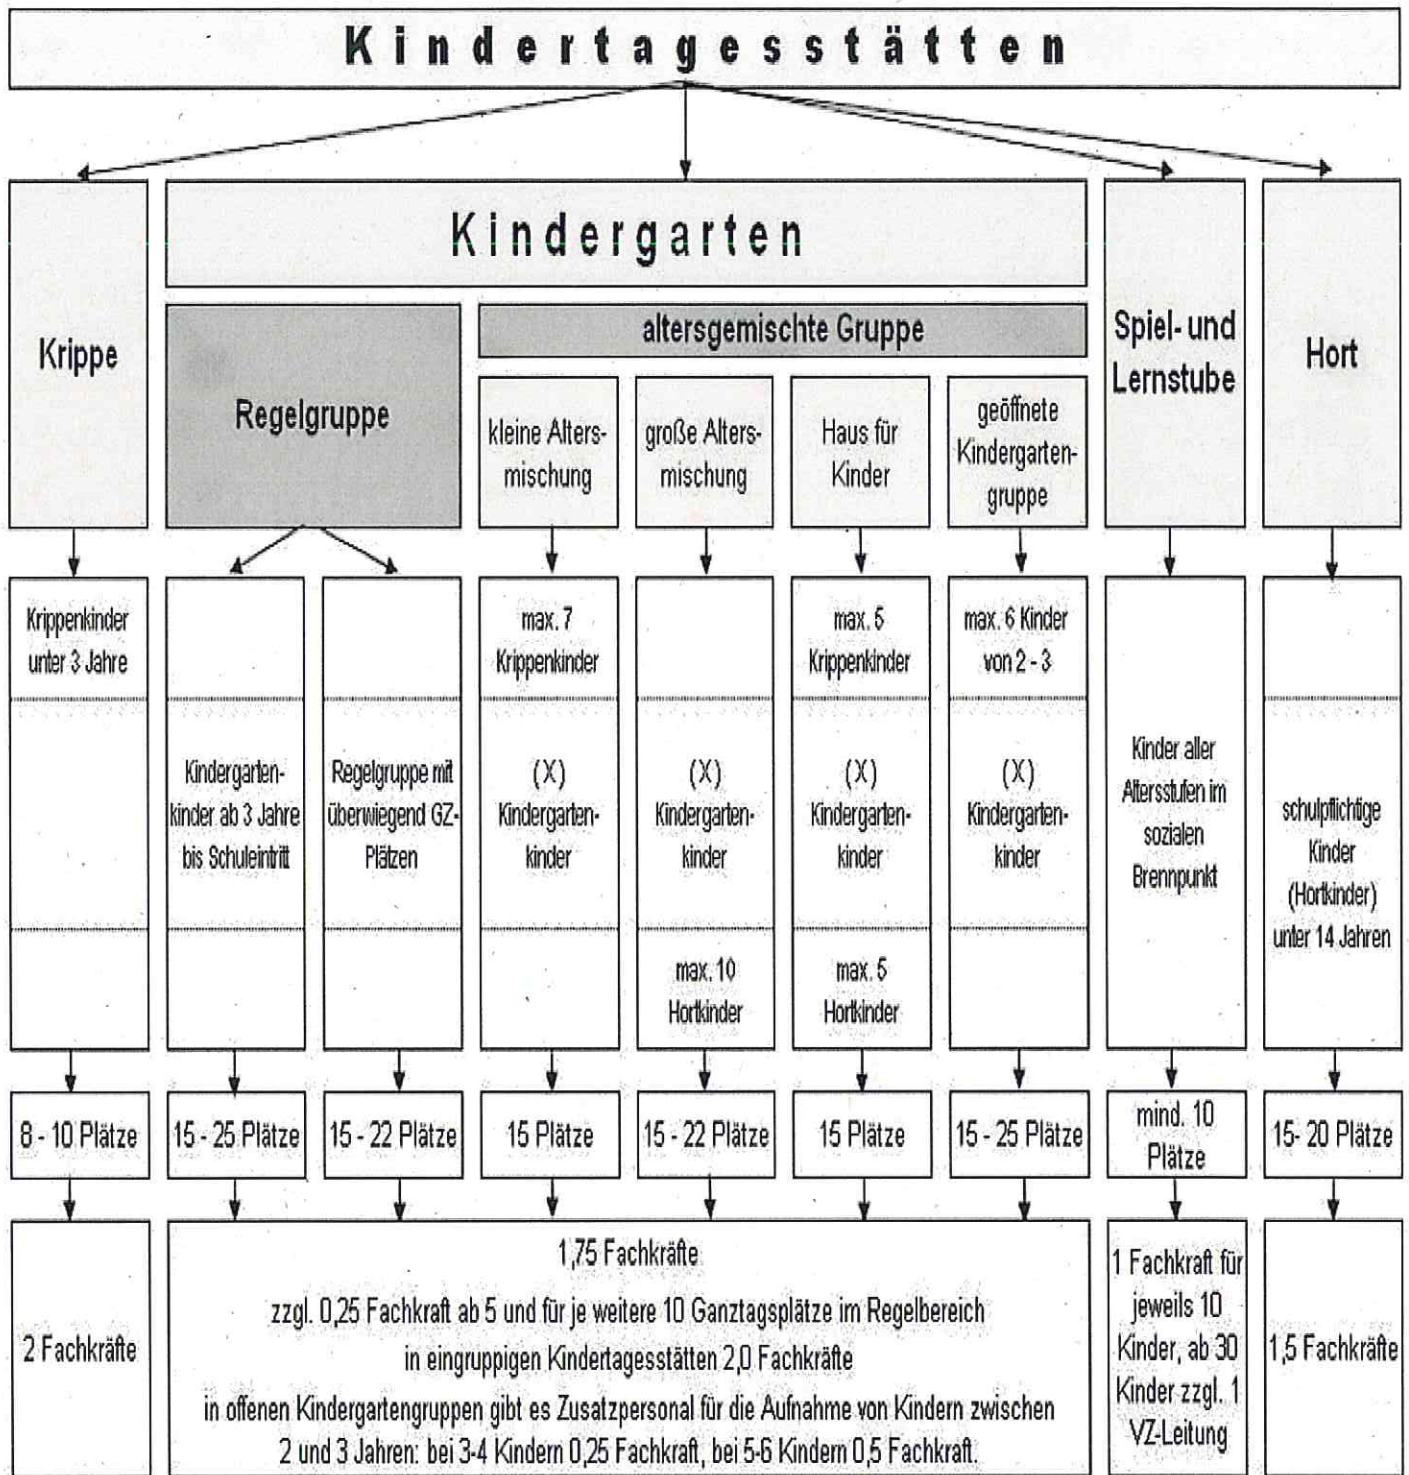 Kindertagesstätten
Krippe
Kindergarten
Regelgruppe
altersgemischte Gruppe
kleine Alters-
mischung
große Alters-
mischung
Haus für
Kinder
geöffnete
Kindergarten-
gruppe
Spiel- und
Lernstube
Hort
Krippenkinder
unter 3 Jahre
Kindergarten-
kinder ab 3 Jahre
bis Schuleintritt
Regelgruppe mit
überwiegend GZ-
Plätzen
max. 7
Krippenkinder
(X)
Kindergarten-
kinder
(X)
Kindergarten-
kinder
max. 10
Hortkinder
max. 5
Krippenkinder
(X)
Kindergarten-
kinder
max. 5
Hortkinder
max. 6 Kinder
von 2 - 3
(X)
Kindergarten-
kinder
Kinder aller
Altersstufen im
sozialen
Brennpunkt
schulpflichtige
Kinder
(Hortkinder)
unter 14 Jahren
8 - 10 Plätze
15 - 25 Plätze
15 - 22 Plätze
15 Plätze
15 - 22 Plätze
15 Plätze
15 - 25 Plätze
mind. 10
Plätze
15- 20 Plätze
2 Fachkräfte
1,75 Fachkräfte
zzgl. 0,25 Fachkraft ab 5 und für je weitere 10 Ganztagsplätze im Regelbereich
in eingruppigen Kindertagesstätten 2,0 Fachkräfte
in offenen Kindergartengruppen gibt es Zusatzpersonal für die Aufnahme von Kindern zwischen
2 und 3 Jahren: bei 3-4 Kindern 0,25 Fachkraft, bei 5-6 Kindern 0,5 Fachkraft.
1 Fachkraft für
jeweils 10
Kinder, ab 30
Kinder zzgl. 1
VZ-Leitung
1,5 Fachkräfte